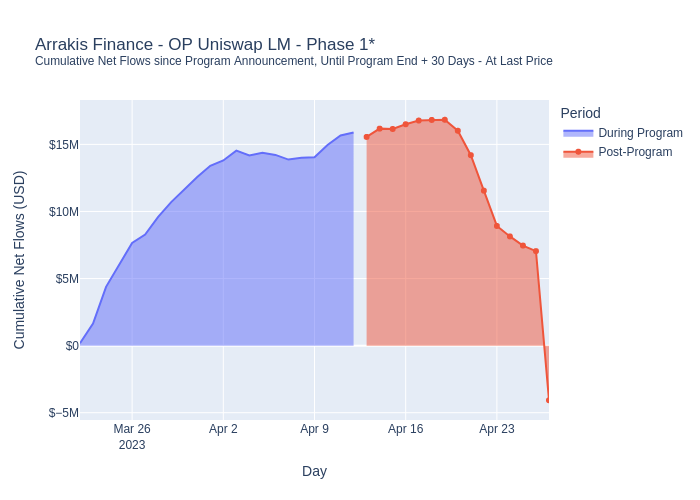 Arrakis Finance - OP Uniswap LM - Phase 1*
Cumulative Net Flows since Program Announcement, Until Program End + 30 Days - At Last Price
Period
During Program
Post-Program
Cumulative Net Flows (USD)
$15M
$10M
$5M
$0
$−5M
Mar 26
2023
Apr 2
Apr 9
Apr 16
Apr 23
Day